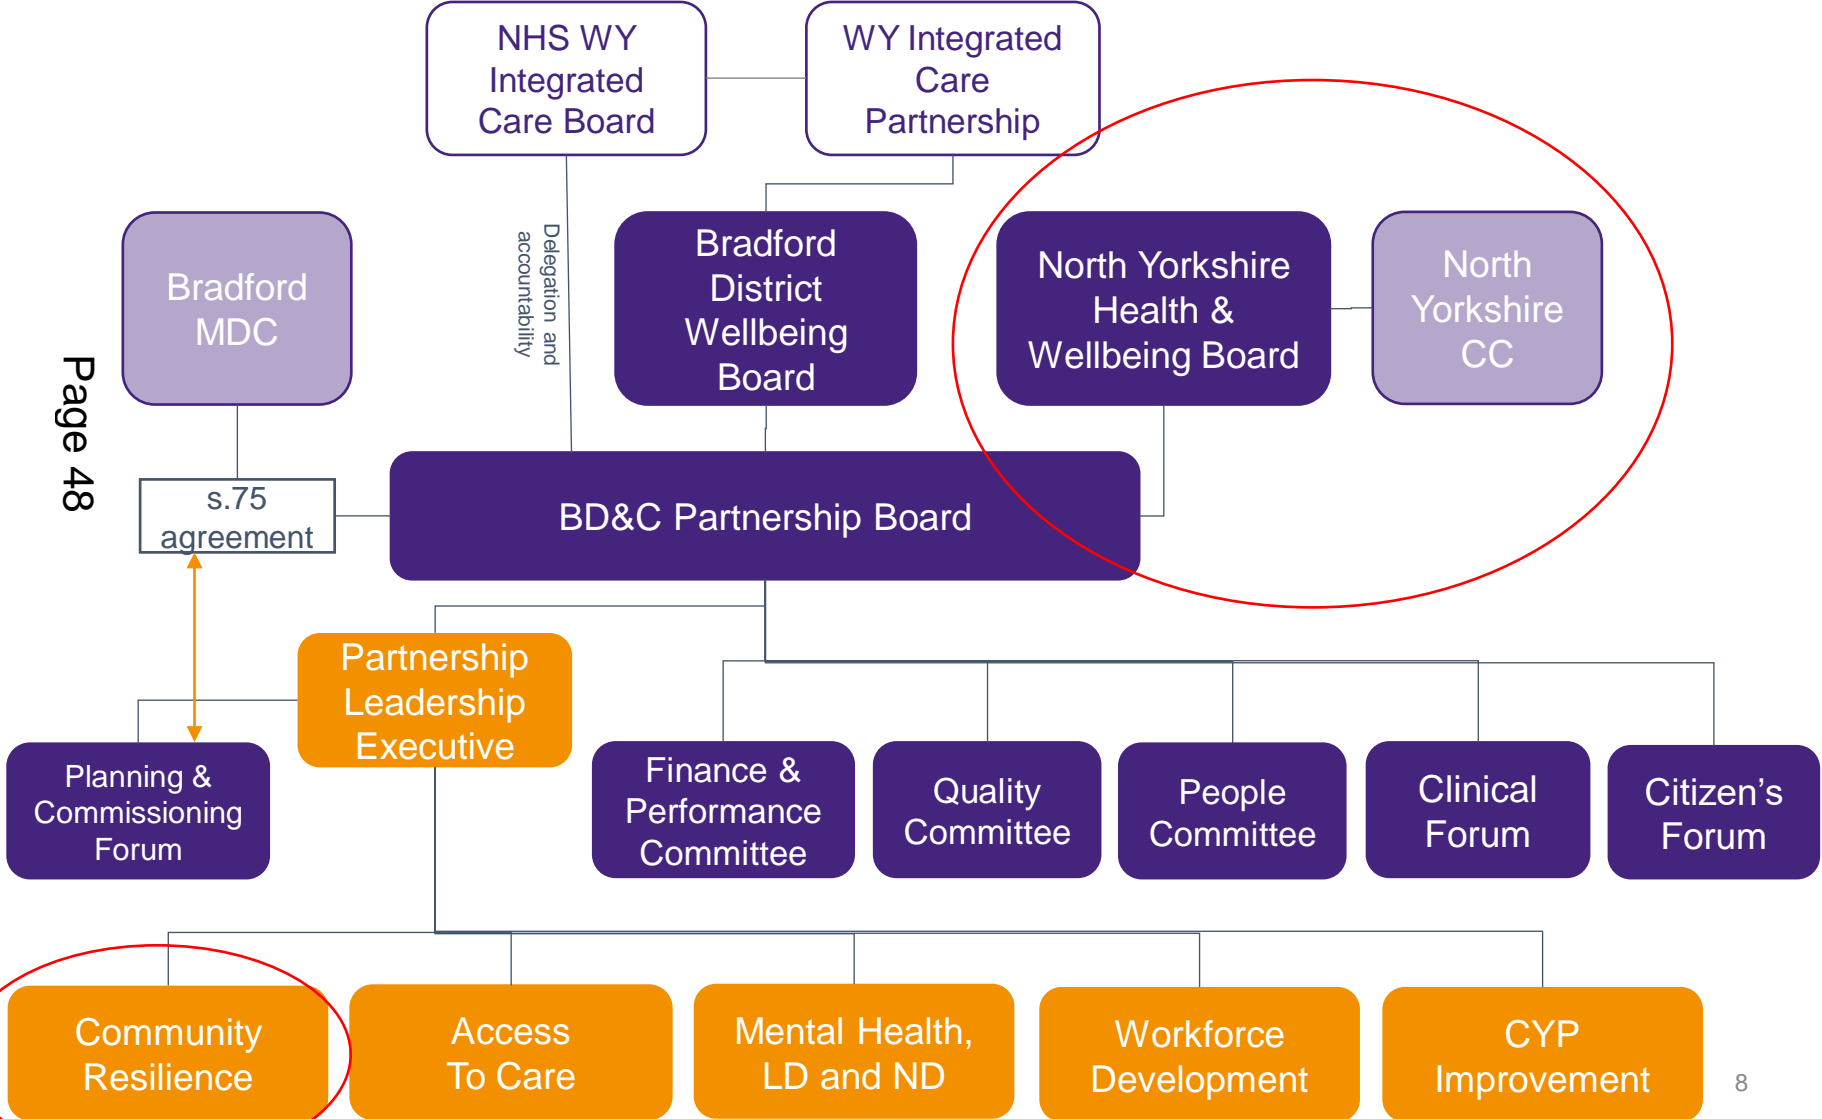 NHS WY
Integrated
Care Board
WY Integrated
Care
Partnership
Delegation and
accountability
Bradford
MDC
Bradford
District
Wellbeing
Board
North Yorkshire
Health &
Wellbeing Board
North
Yorkshire
CC
Page 48
s.75
agreement
BD&C Partnership Board
Partnership
Leadership
Executive
Planning &
Commissioning
Forum
Finance &
Performance
Committee
Quality
Committee
People
Committee
Clinical
Forum
Citizen’s
Forum
Community
Resilience
Access
To Care
Mental Health,
LD and ND
Workforce
Development
CYP
Improvement
8